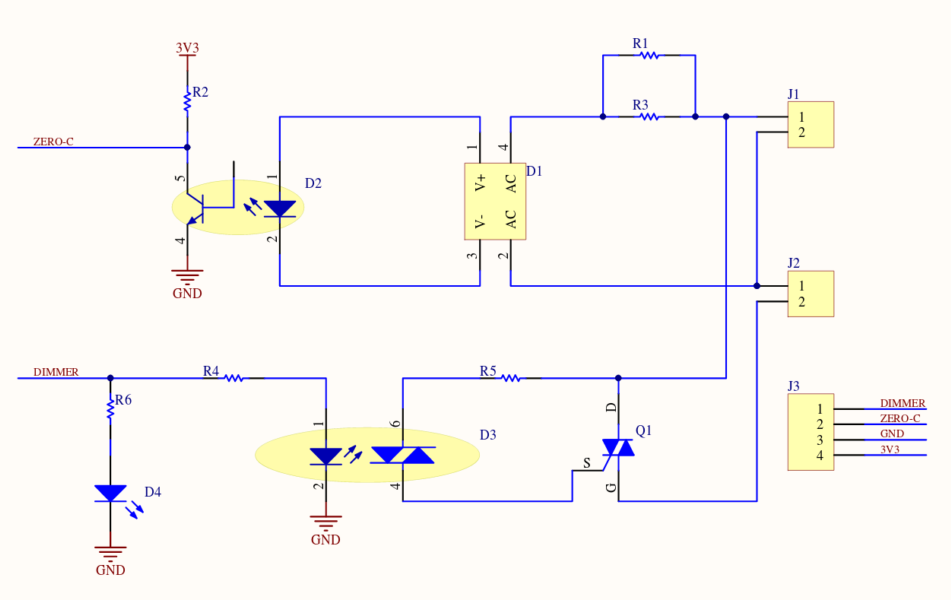 3V3
R2
ZERO-C
5
4
GND
1
2
D2
1
4
V+
AC
V-
AC
3
2
D1
R1
R3
J1
1
2
J2
1
2
DIMMER
R6
D4
GND
R4
1
2
GND
D3
6
4
R5
D
S
G
Q1
J3
1
2
3
4
DIMMER
ZERO-C
GND
3V3